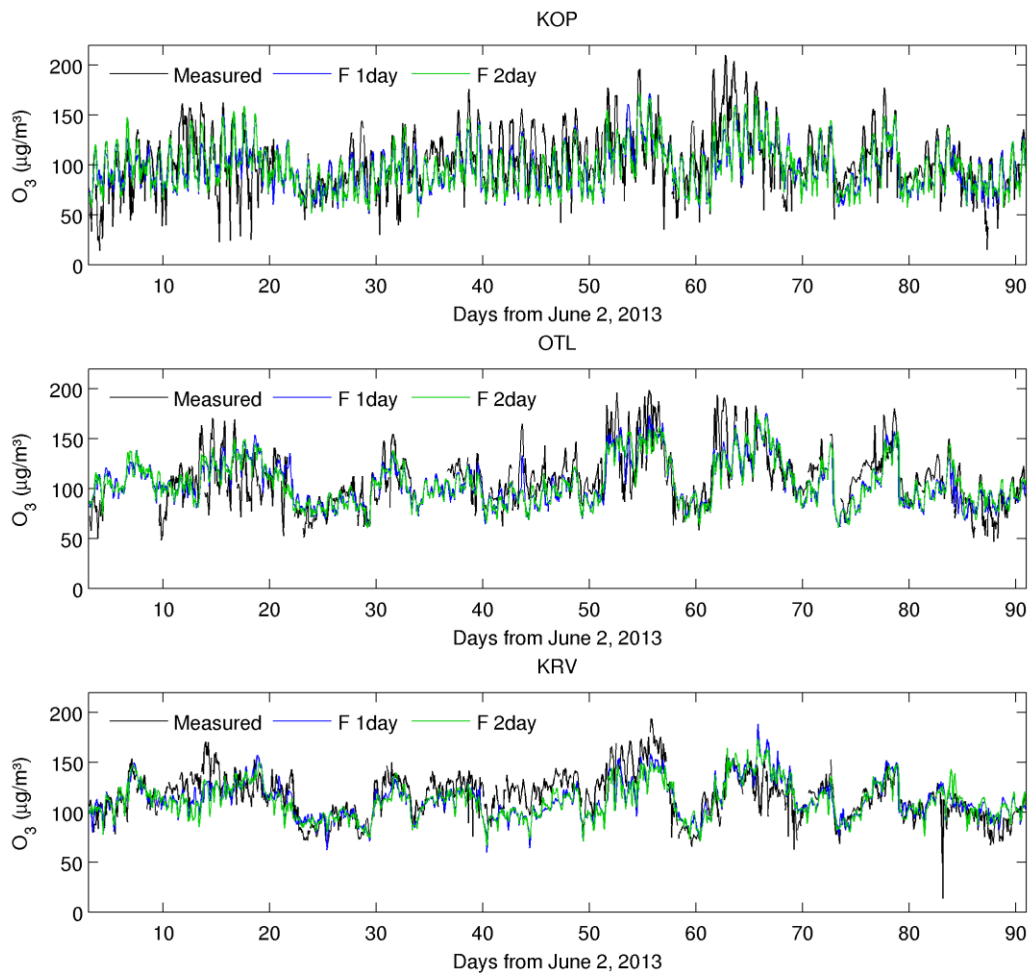 KOP
O₃ (µg/m³)
200
150
100
50
0
Measured F 1day F 2day
10 20 30 40 50 60 70 80 90
Days from June 2, 2013
OTL
O₃ (µg/m³)
200
150
100
50
0
Measured F 1day F 2day
10 20 30 40 50 60 70 80 90
Days from June 2, 2013
KRV
O₃ (µg/m³)
200
150
100
50
0
Measured F 1day F 2day
10 20 30 40 50 60 70 80 90
Days from June 2, 2013